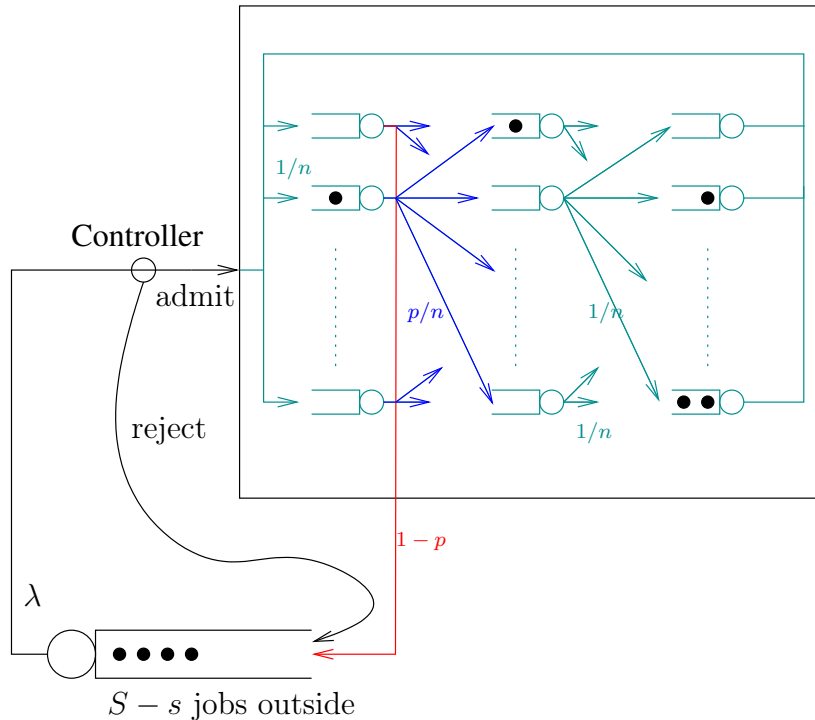 1/n
Controller
admit
p/n
1/n
reject
1/n
1 − p
λ
S − s jobs outside